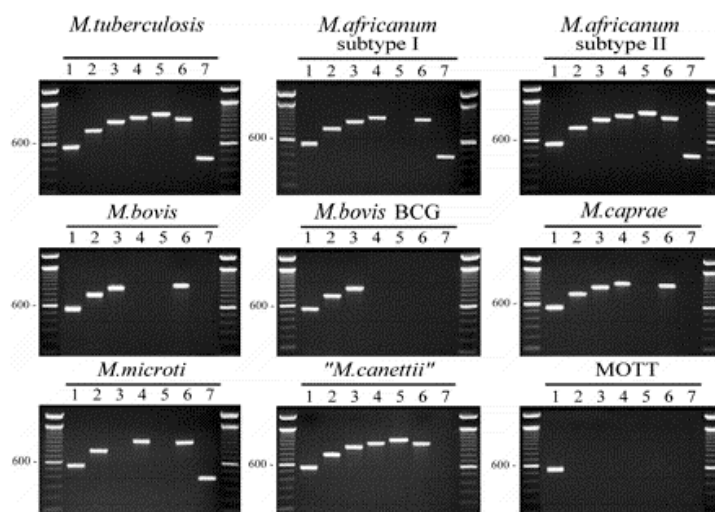 M.tuberculosis
1 2 3 4 5 6 7
600 -
M.africanum
subtype I
1 2 3 4 5 6 7
600 -
M.africanum
subtype II
1 2 3 4 5 6 7
600 -
M.bovis
1 2 3 4 5 6 7
600 -
M.bovis BCG
1 2 3 4 5 6 7
600 -
M.caprae
1 2 3 4 5 6 7
600 -
M.microti
1 2 3 4 5 6 7
600 -
"M.canettii"
1 2 3 4 5 6 7
600 -
MOTT
1 2 3 4 5 6 7
600 -